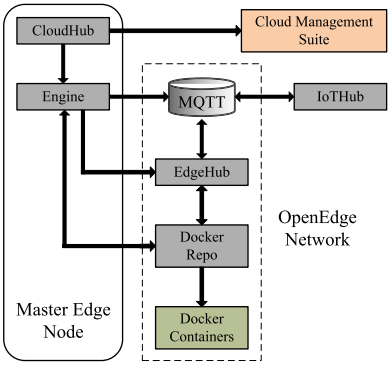 CloudHub
Cloud Management
Suite
Engine
MQTT
IoTHub
EdgeHub
OpenEdge
Network
Docker
Repo
Master Edge
Node
Docker
Containers